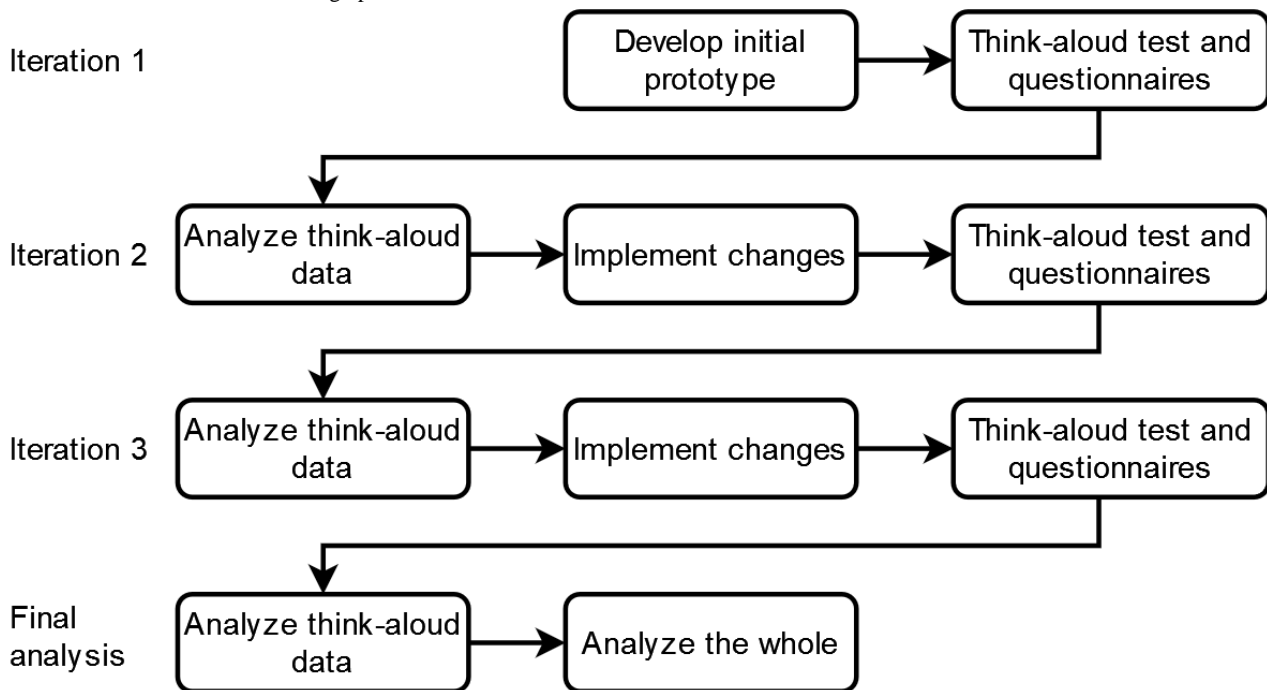 Iteration 1
Develop initial
prototype
Think-aloud test and
questionnaires
Iteration 2
Analyze think-aloud
data
Implement changes
Think-aloud test and
questionnaires
Iteration 3
Analyze think-aloud
data
Implement changes
Think-aloud test and
questionnaires
Final
analysis
Analyze think-aloud
data
Analyze the whole